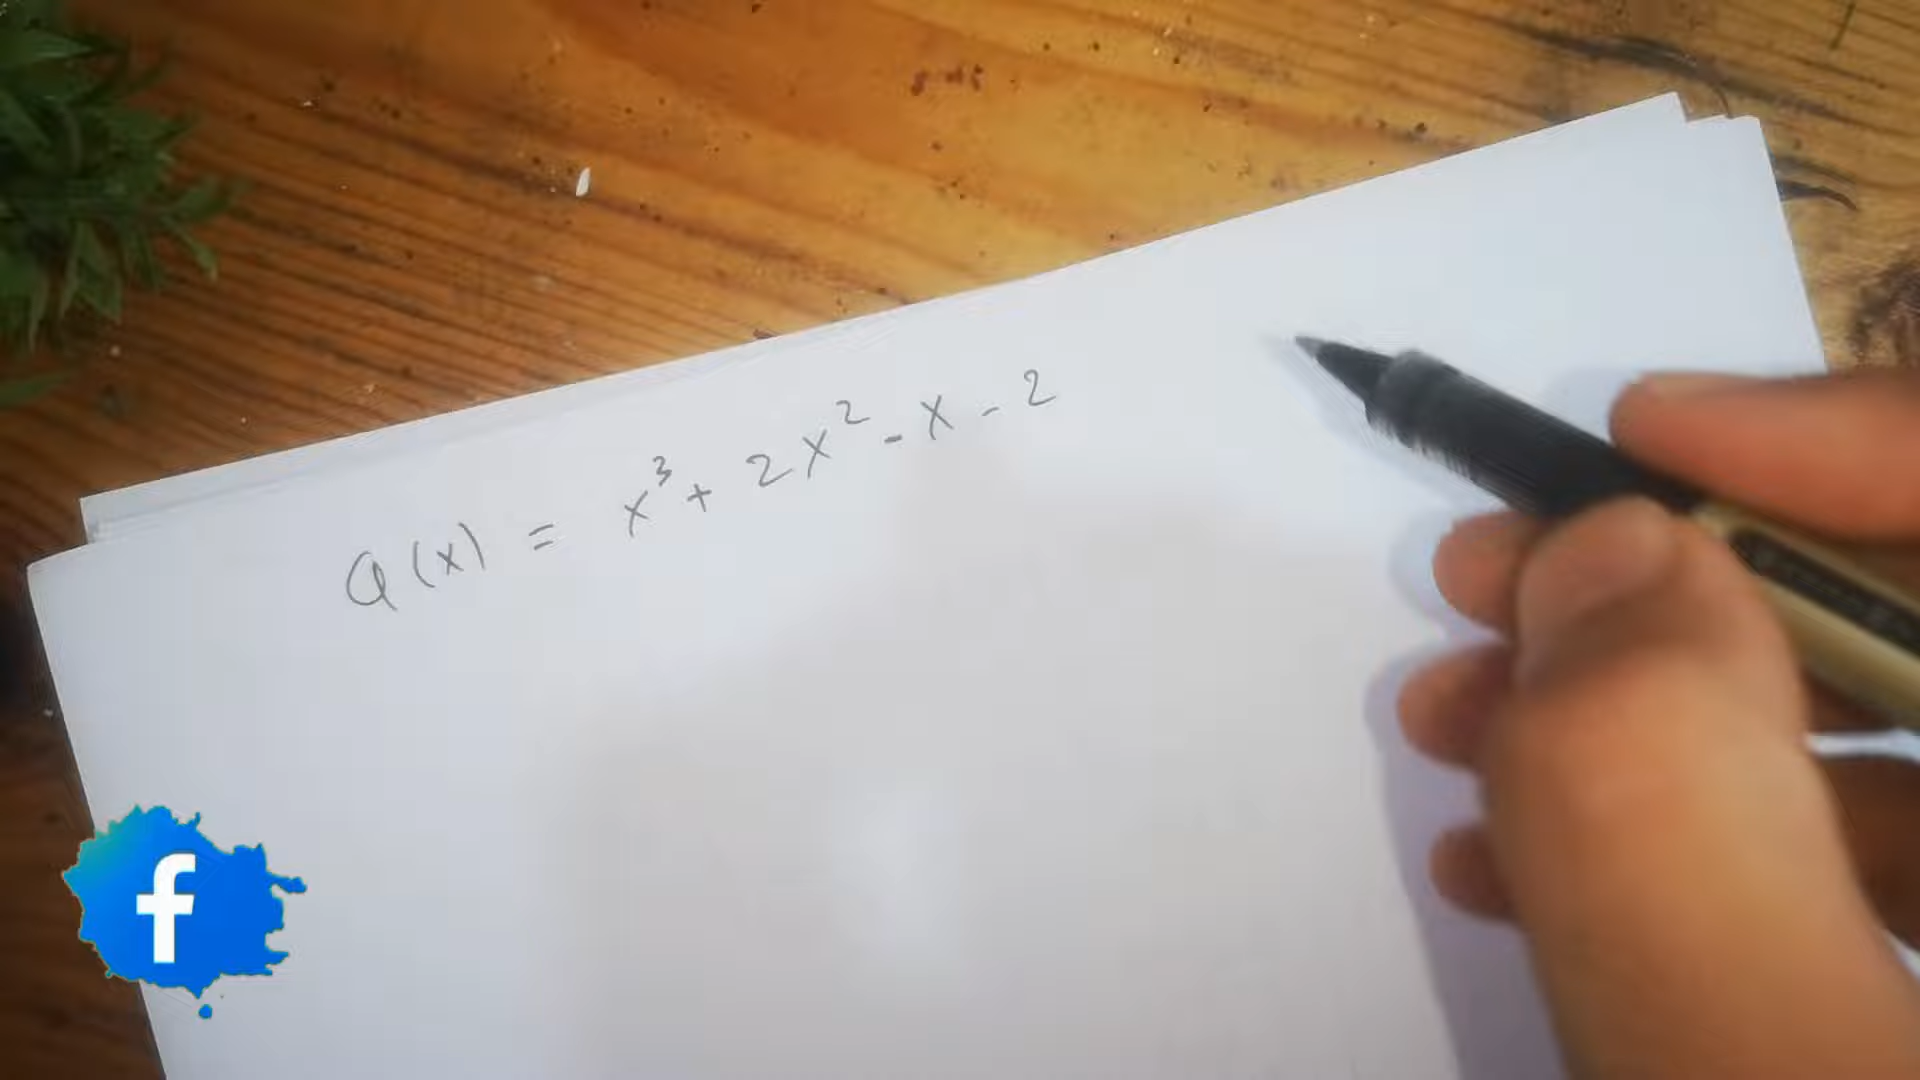 Q(x) = x³ + 2x² - x - 2
f